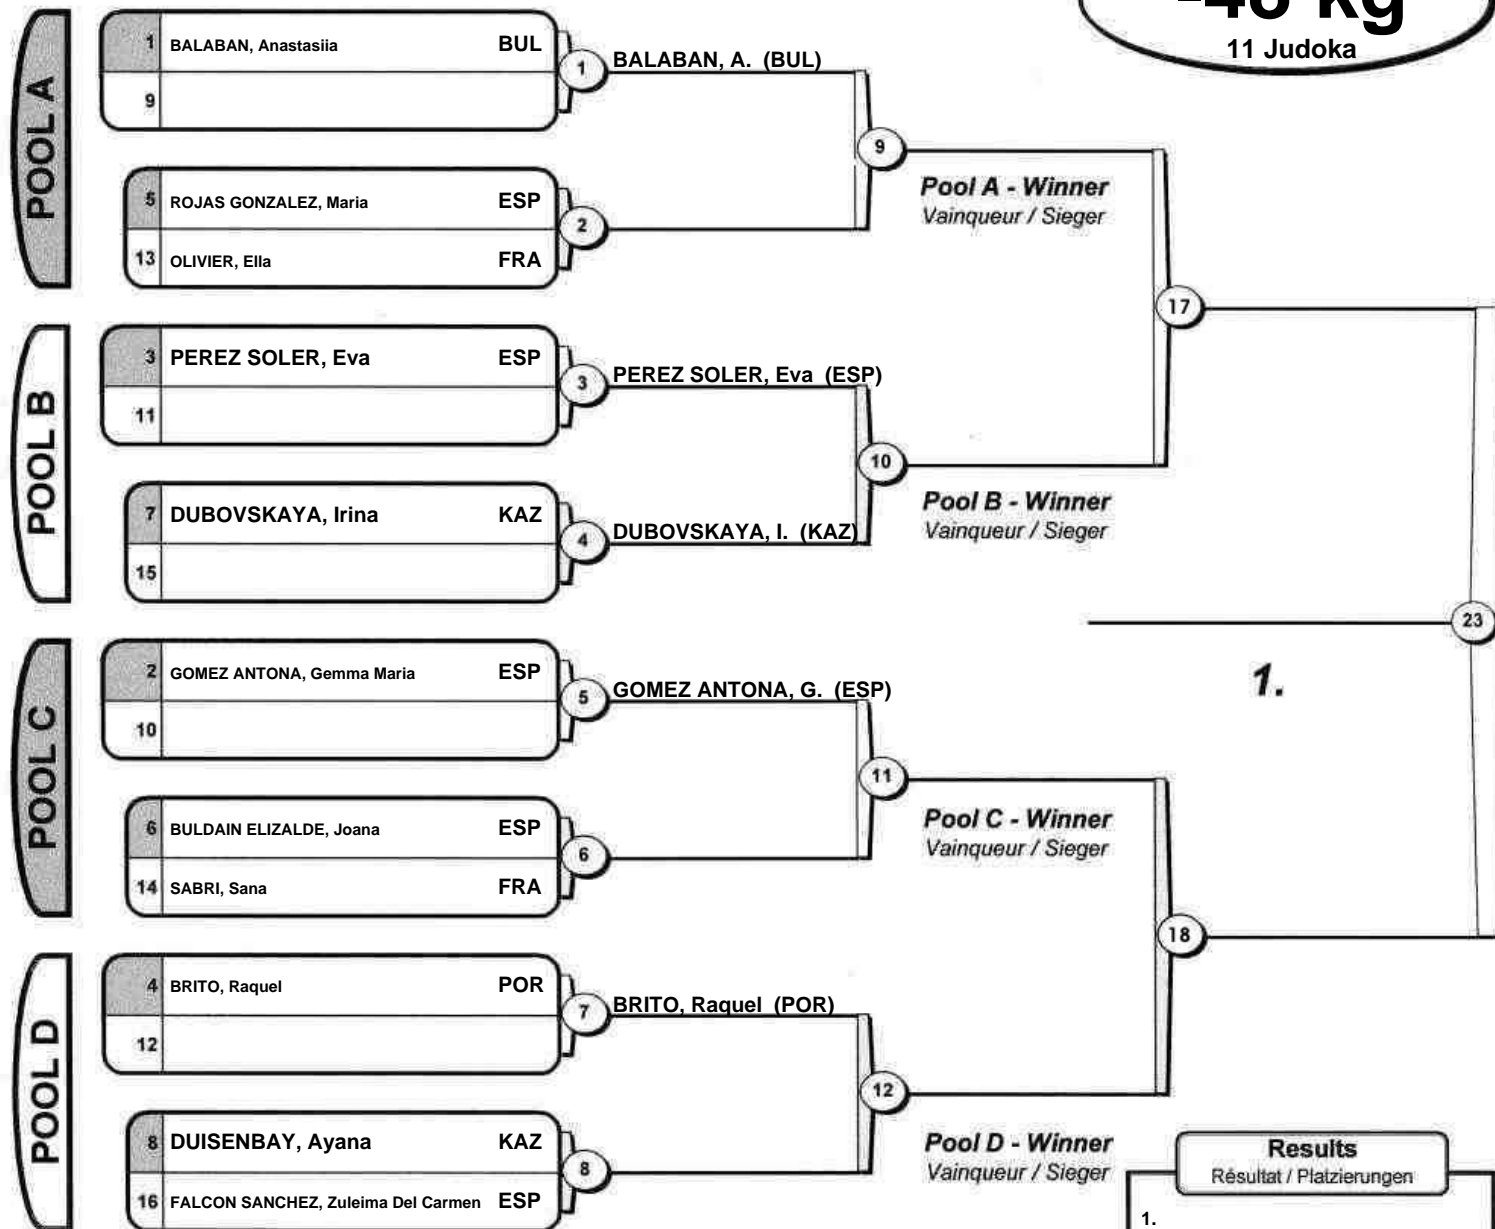 -48 kg
11 Judoka
POOL A
1 BALABAN, Anastasiia BUL
9
1 BALABAN, A. (BUL)
5 ROJAS GONZALEZ, Maria ESP
13 OLIVIER, Ella FRA
2
9
Pool A - Winner
Vainqueur / Sieger
17
POOL B
3 PEREZ SOLER, Eva ESP
11
3 PEREZ SOLER, Eva (ESP)
7 DUBOVSKAYA, Irina KAZ
15
4 DUBOVSKAYA, I. (KAZ)
10
Pool B - Winner
Vainqueur / Sieger
23
1.
POOL C
2 GOMEZ ANTONA, Gemma Maria ESP
10
5 GOMEZ ANTONA, G. (ESP)
6 BULDAIN ELIZALDE, Joana ESP
14 SABRI, Sana FRA
6
11
Pool C - Winner
Vainqueur / Sieger
18
POOL D
4 BRITO, Raquel POR
12
7 BRITO, Raquel (POR)
8 DUISENBAY, Ayana KAZ
16 FALCON SANCHEZ, Zuleima Del Carmen ESP
8
12
Pool D - Winner
Vainqueur / Sieger
Results
Résultat / Platzierungen
1.